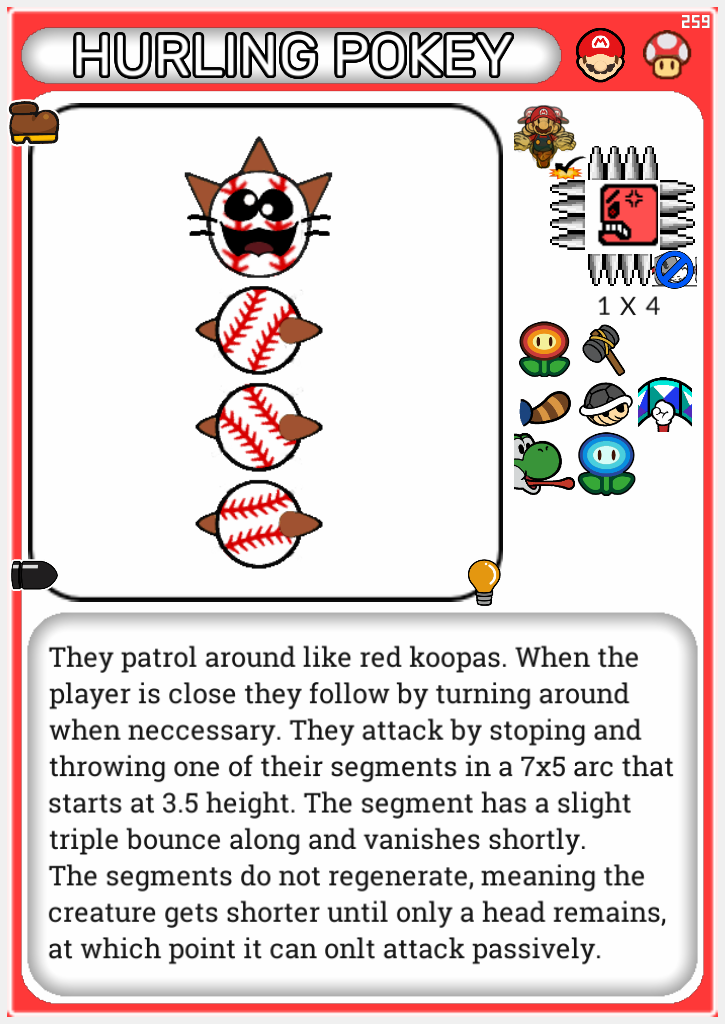 259
HURLING POKEY
M
1 X 4
They patrol around like red koopas. When the
player is close they follow by turning around
when neccessary. They attack by stoping and
throwing one of their segments in a 7x5 arc that
starts at 3.5 height. The segment has a slight
triple bounce along and vanishes shortly.
The segments do not regenerate, meaning the
creature gets shorter until only a head remains,
at which point it can onlt attack passively.